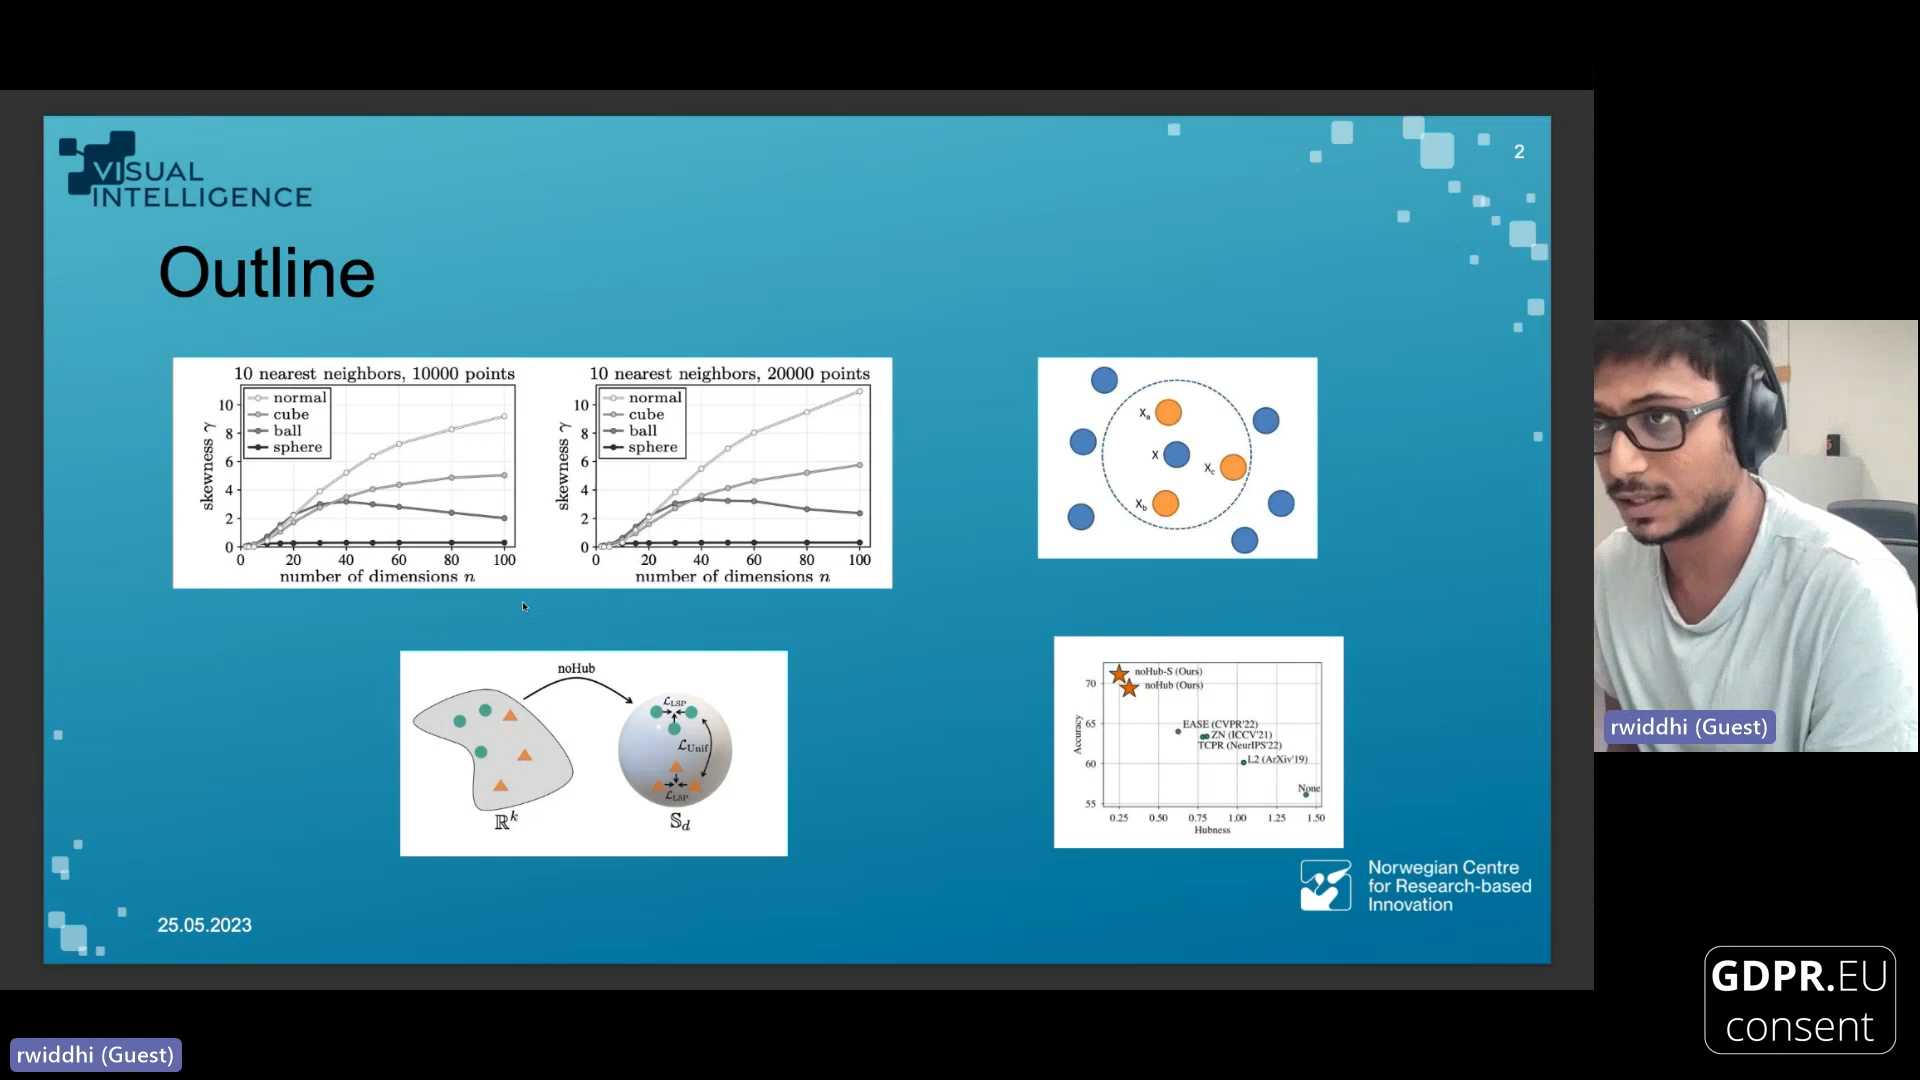 VISUAL
INTELLIGENCE
2
Outline
10 nearest neighbors, 10000 points
normal
cube
ball
sphere
skewness γ
10
8
6
4
2
0
0 20 40 60 80 100
number of dimensions n
10 nearest neighbors, 20000 points
normal
cube
ball
sphere
skewness γ
10
8
6
4
2
0
0 20 40 60 80 100
number of dimensions n
Xa
X
Xc
Xb
noHub
ℒLSP
ℒUnif
ℒLSP
ℝk
𝕊d
noHub-S (Ours)
noHub (Ours)
EASE (CVPR'22)
ZN (ICCV'21)
TCPR (NeurIPS'22)
L2 (ArXiv'19)
None
Accuracy
70
65
60
55
0.25 0.50 0.75 1.00 1.25 1.50
Hubness
25.05.2023
Norwegian Centre
for Research-based
Innovation
rwiddhi (Guest)
rwiddhi (Guest)
GDPR.EU
consent